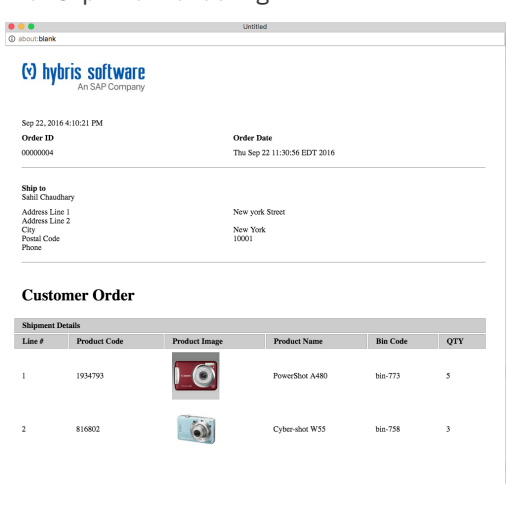 Untitled
about:blank
(y) hybris software
An SAP Company
Sep 22, 2016 4:10:21 PM
Order ID Order Date
00000004 Thu Sep 22 11:30:56 EDT 2016
Ship to
Sahil Chaudhary
Address Line 1 New york Street
Address Line 2
City New York
Postal Code 10001
Phone
Customer Order
Shipment Details
Line # Product Code Product Image Product Name Bin Code QTY
1 1934793 PowerShot A480 bin-773 5
2 816802 Cyber-shot W55 bin-758 3